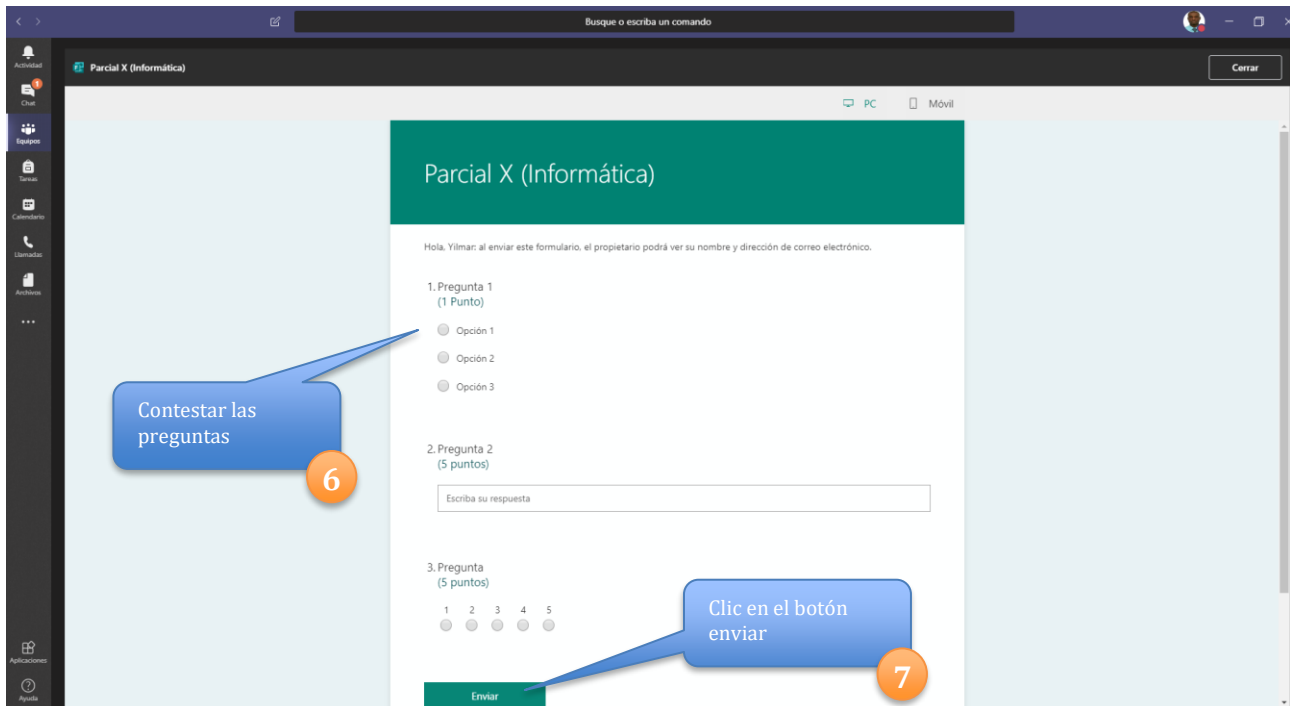 Busque o escriba un comando
Actividad
1
Chat
Equipos
Tareas
Calendario
Llamadas
Archivos
Aplicaciones
Ayuda
Parcial X (Informática)
Cerrar
PC
Móvil
Parcial X (Informática)
Hola, Yilmar: al enviar este formulario, el propietario podrá ver su nombre y dirección de correo electrónico.
1. Pregunta 1
(1 Punto)
Opción 1
Opción 2
Opción 3
Contestar las
preguntas
6
2. Pregunta 2
(5 puntos)
Escriba su respuesta
3. Pregunta
(5 puntos)
1 2 3 4 5
Clic en el botón
enviar
7
Enviar